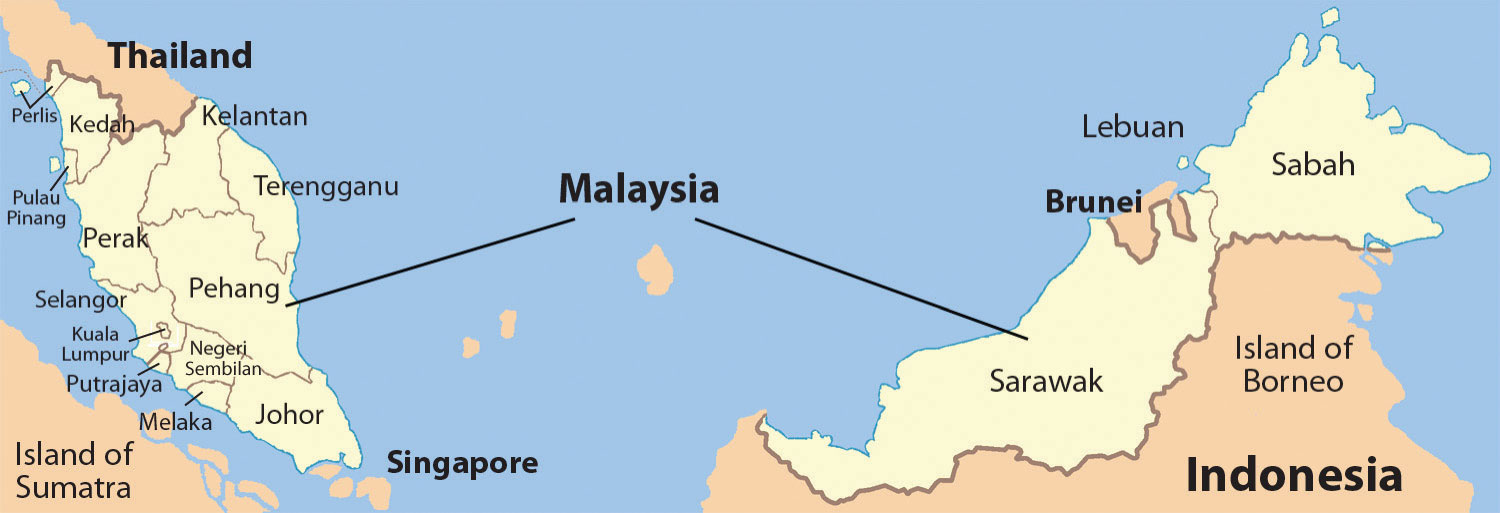 Thailand
Perlis
Kedah
Kelantan
Pulau
Pinang
Terengganu
Perak
Pehang
Selangor
Kuala
Lumpur
Negeri
Sembilan
Putrajaya
Melaka
Johor
Singapore
Island of
Sumatra
Malaysia
Lebuan
Sabah
Brunei
Sarawak
Island of
Borneo
Indonesia